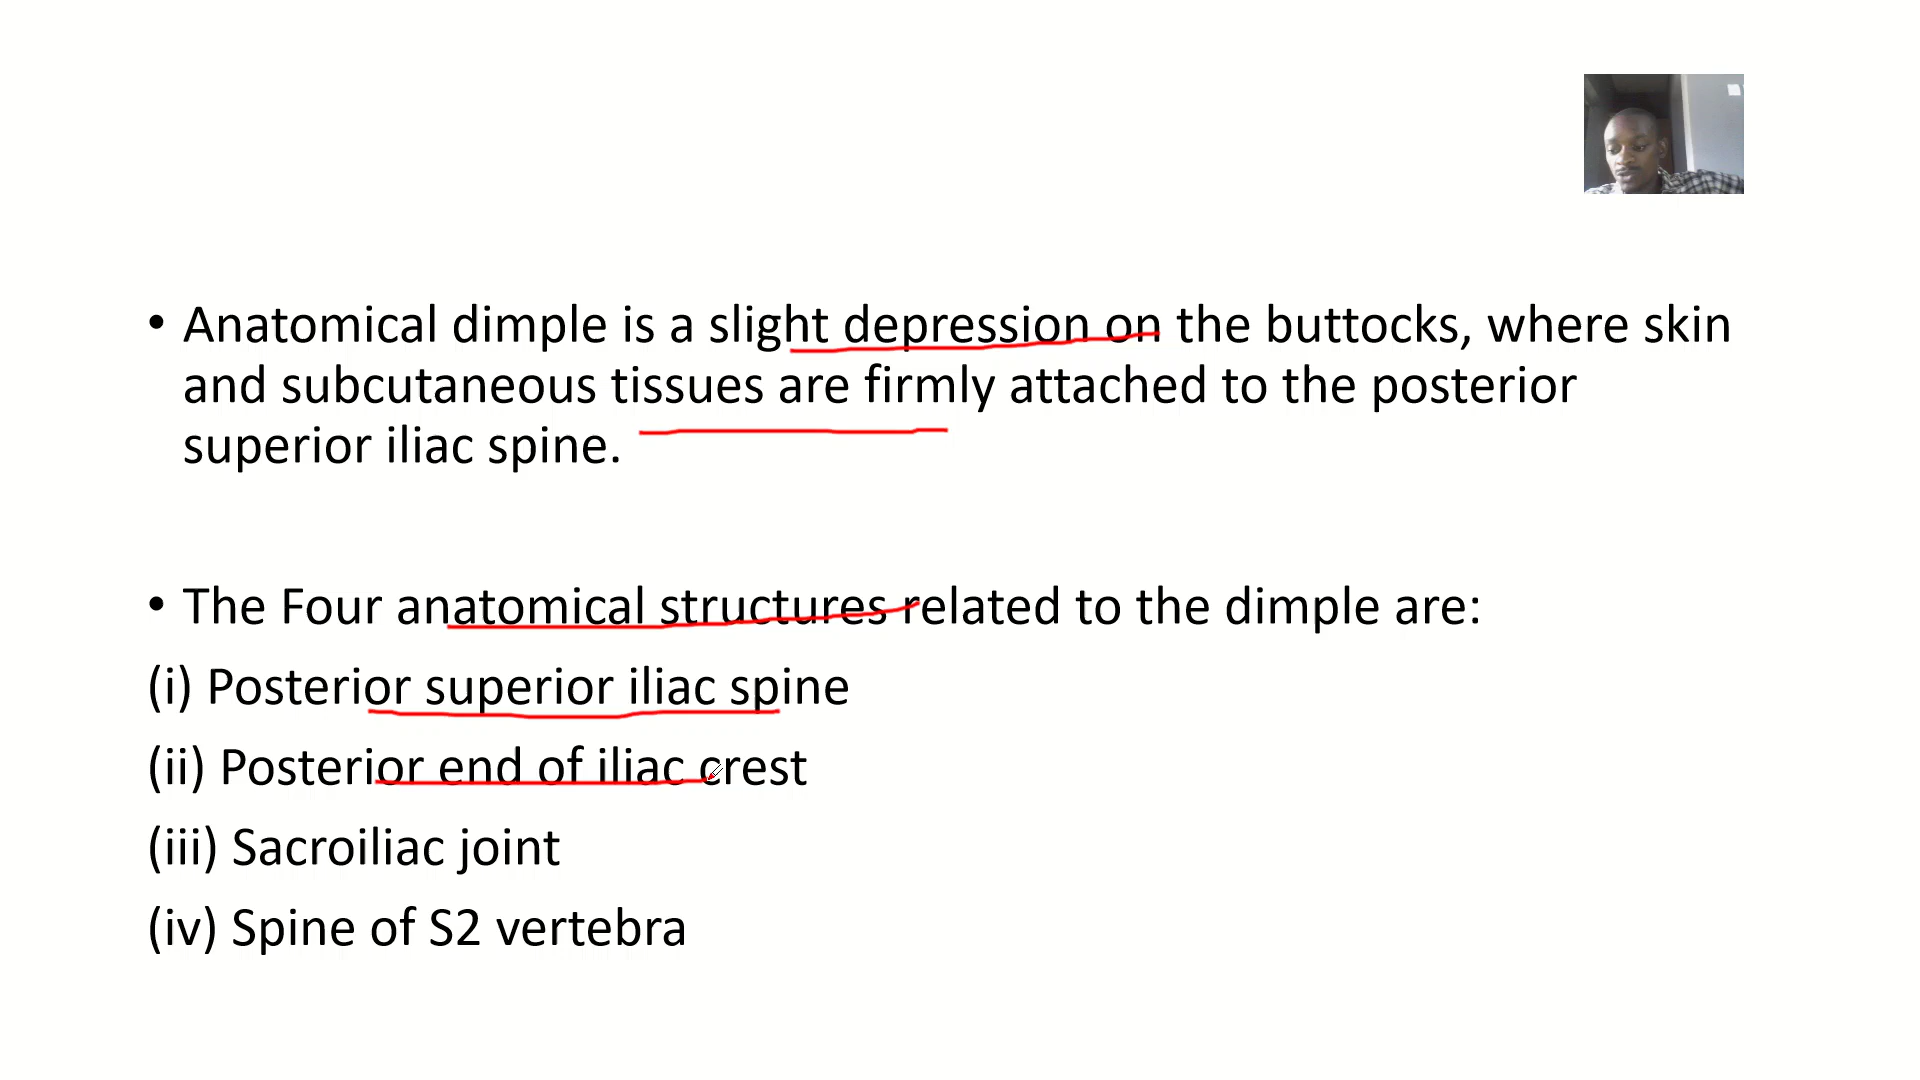 • Anatomical dimple is a slight depression on the buttocks, where skin
and subcutaneous tissues are firmly attached to the posterior
superior iliac spine.
• The Four anatomical structures related to the dimple are:
(i) Posterior superior iliac spine
(ii) Posterior end of iliac crest
(iii) Sacroiliac joint
(iv) Spine of S2 vertebra